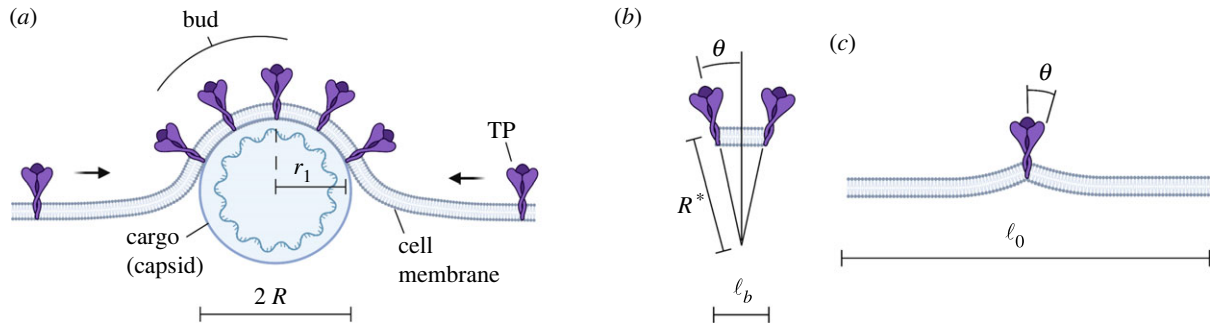 (a)
bud
TP
r1
cargo
(capsid)
cell
membrane
2 R
(b)
θ
R*
ℓb
(c)
θ
ℓ0